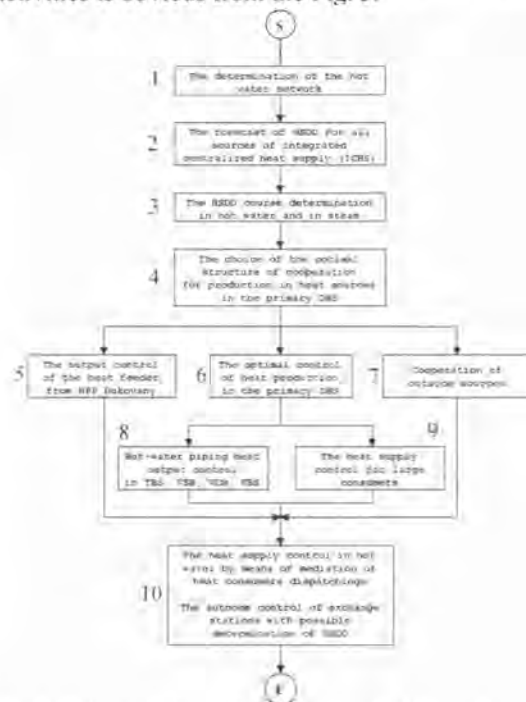 S
1
The determination of the hot
water network
2
The forecast of HSDD for all
sources of integrated
centralized heat supply
3
The HSDD course determination
in hot water and in steam
4
The choice of the optimal
structure of cooperation
for production in heat sources
in the primary DHS
5
The output control
of the heat feeder
from NPP Dukovany
6
The optimal control
of heat production
in the primary DHS
7
Cooperation of
outside sources
8
Hot-water piping heat
output control
in
9
The heat supply
control for large
consumers
10
The heat supply control in hot
water by means of mediation of
heat consumers dispatchings
The autonom control of exchange
stations with possible
determination of HSDD